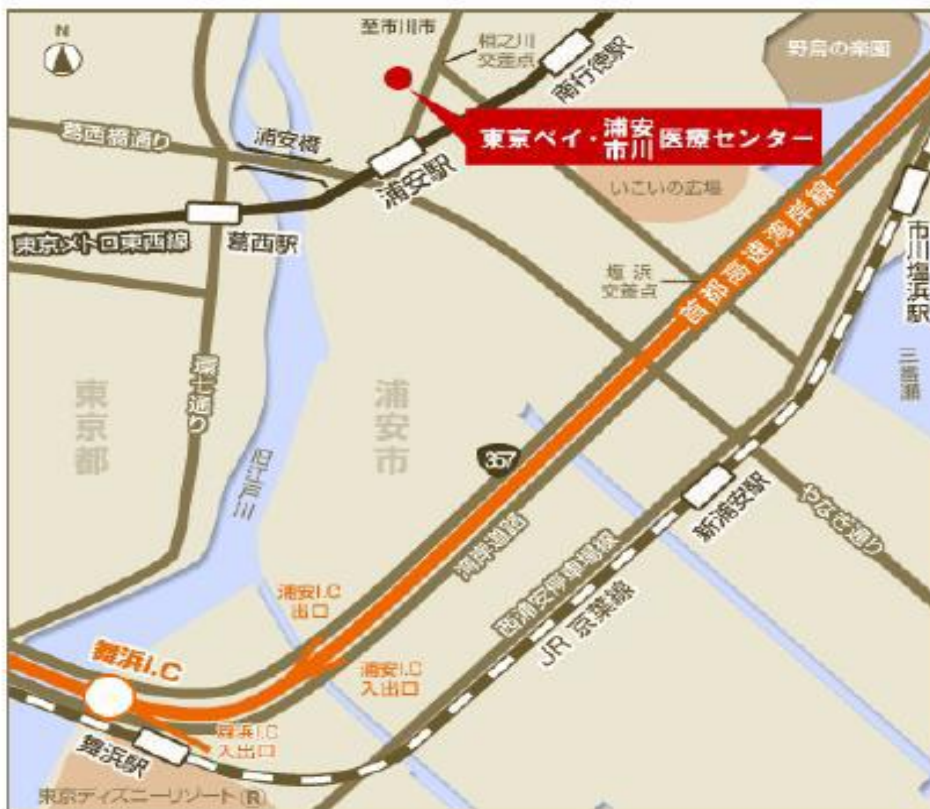 N
至市川市
相之川
交差点
南行徳駅
野鳥の楽園
東京ベイ・浦安市川医療センター
葛西橋通り
浦安橋
浦安駅
いこいの広場
東京メトロ東西線
葛西駅
首都高速湾岸線
市川塩浜駅
塩浜
交差点
三番瀬
環七通り
東京都
浦安市
旧江戸川
357
湾岸道路
新浦安駅
やなぎ通り
西浦安停車場線
JR 京葉線
浦安I.C
出口
舞浜I.C
浦安I.C
入出口
舞浜I.C
入出口
舞浜駅
東京ディズニーリゾート(R)